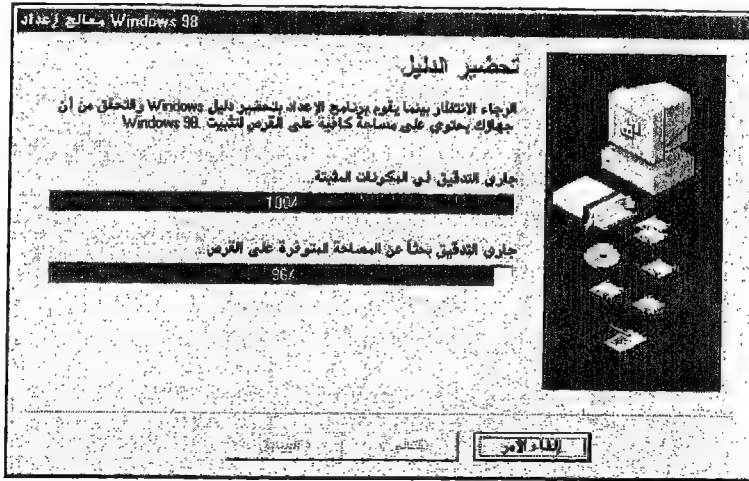 معالج إعداد Windows 98
تحضير الدليل
الرجاء الانتظار بينما يقوم برنامج الإعداد بتحضير دليل Windows والتحقق من أن
جهازك يحتوي على مساحة كافية على القرص لتثبيت Windows 98.
جاري التدقيق في المكونات المثبتة.
100%
جاري التدقيق بحثاً عن المساحة المتوفرة على القرص.
96%
إلغاء الأمر